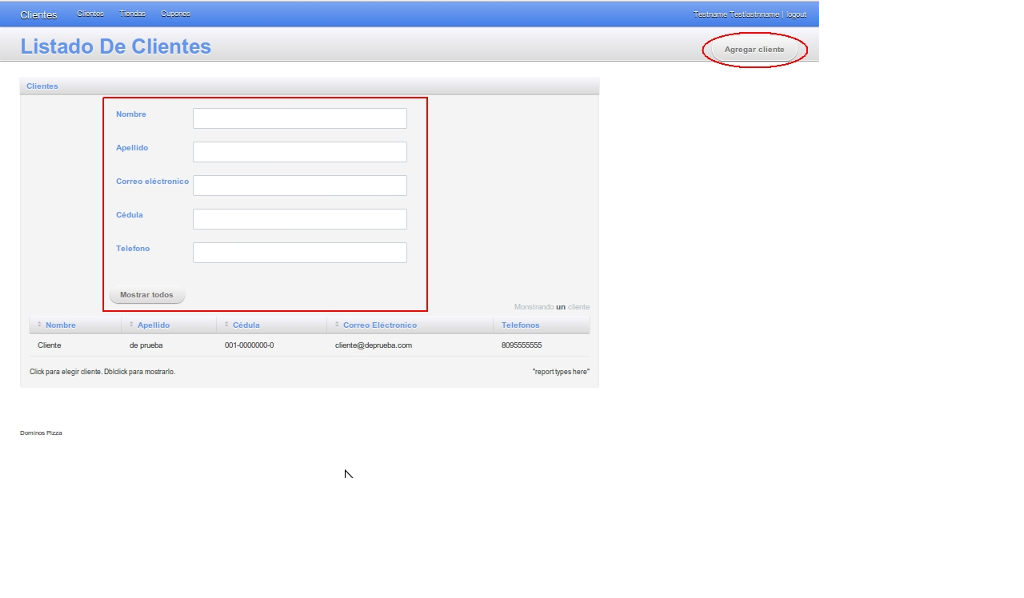 Clientes Clientes Tiendas Cupones Testname Testlastnname | logout
Listado De Clientes Agregar cliente
Clientes
Nombre
Apellido
Correo eléctronico
Cédula
Telefono
Mostrar todos
Monstrando un cliente
Nombre Apellido Cédula Correo Eléctronico Telefonos
Cliente de prueba 001-0000000-0 cliente@deprueba.com 8095555555
Click para elegir cliente. Dblclick para mostrarlo. "report types here"
Dominos Pizza